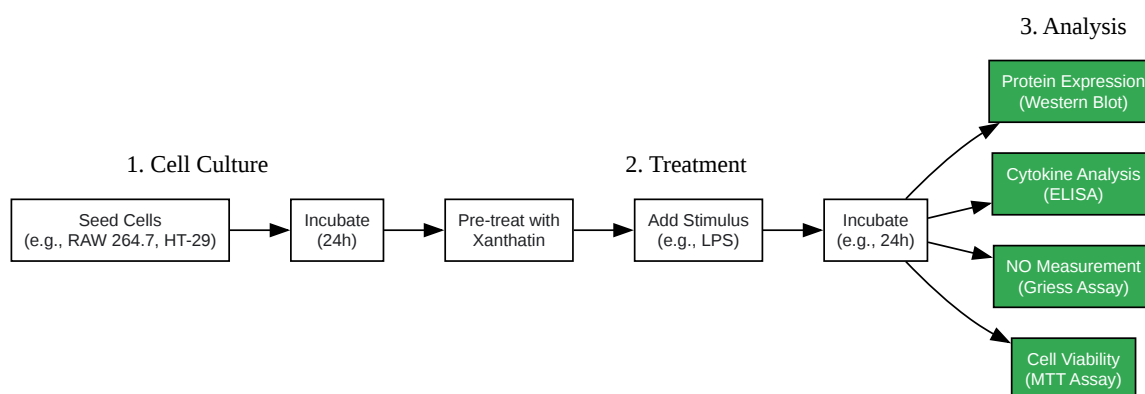 1. Cell Culture
Seed Cells
(e.g., RAW 264.7, HT-29)
Incubate
(24h)
2. Treatment
Pre-treat with
Xanthatin
Add Stimulus
(e.g., LPS)
Incubate
(e.g., 24h)
3. Analysis
Protein Expression
(Western Blot)
Cytokine Analysis
(ELISA)
NO Measurement
(Griess Assay)
Cell Viability
(MTT Assay)